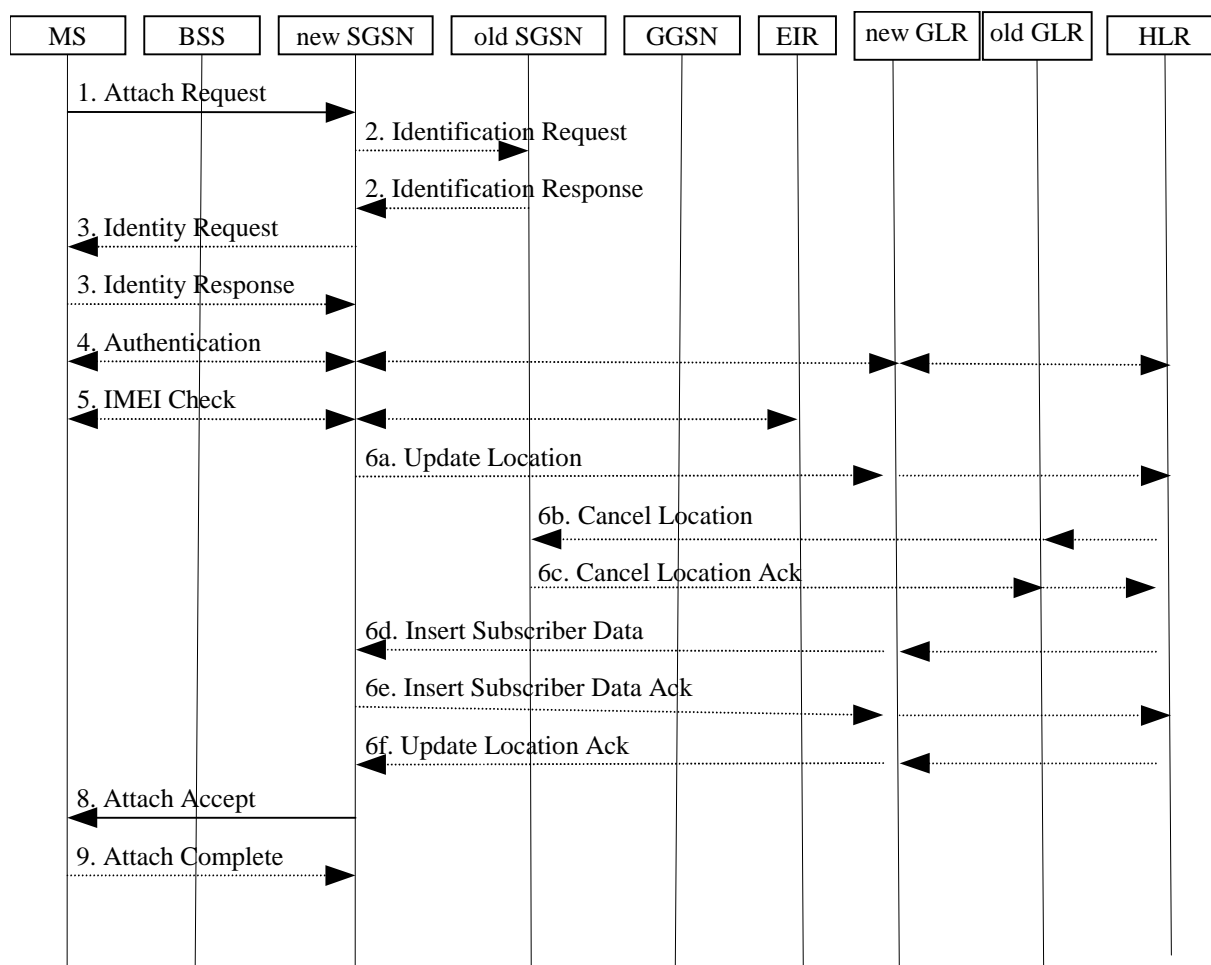 MS BSS new SGSN old SGSN GGSN EIR new GLR old GLR HLR
1. Attach Request
2. Identification Request
2. Identification Response
3. Identity Request
3. Identity Response
4. Authentication
5. IMEI Check
6a. Update Location
6b. Cancel Location
6c. Cancel Location Ack
6d. Insert Subscriber Data
6e. Insert Subscriber Data Ack
6f. Update Location Ack
8. Attach Accept
9. Attach Complete